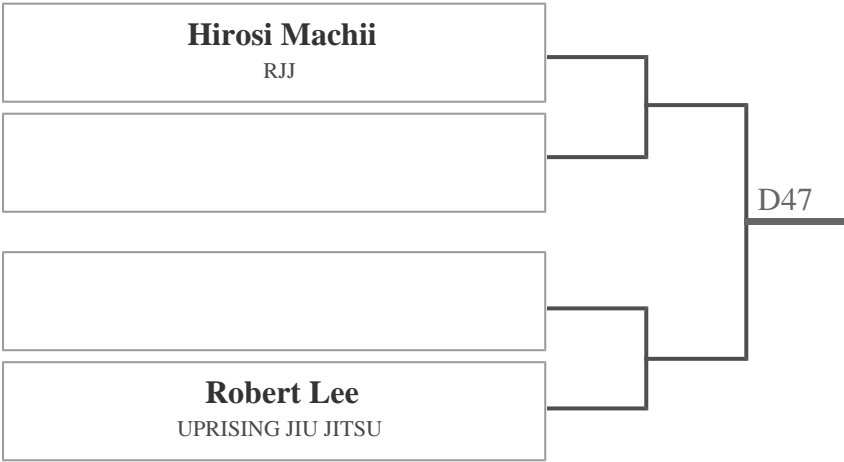 Hirosi Machii
RJJ
D47
Robert Lee
UPRISING JIU JITSU